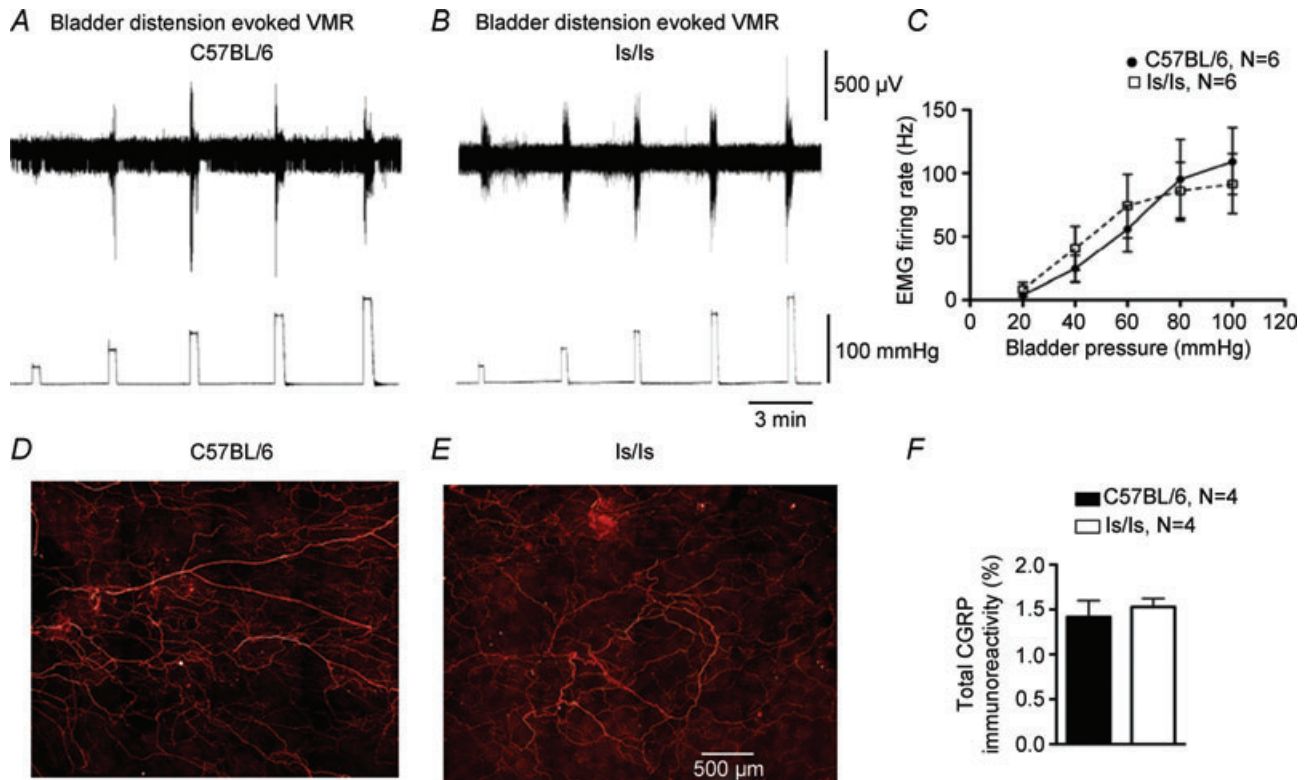 A Bladder distension evoked VMR
C57BL/6
B Bladder distension evoked VMR
Is/Is
500 µV
100 mmHg
3 min
C
C57BL/6, N=6
Is/Is, N=6
EMG firing rate (Hz)
150
100
50
0
0 20 40 60 80 100 120
Bladder pressure (mmHg)
D
C57BL/6
E
Is/Is
500 µm
F
C57BL/6, N=4
Is/Is, N=4
Total CGRP
immunoreactivity (%)
2.0
1.5
1.0
0.5
0.0